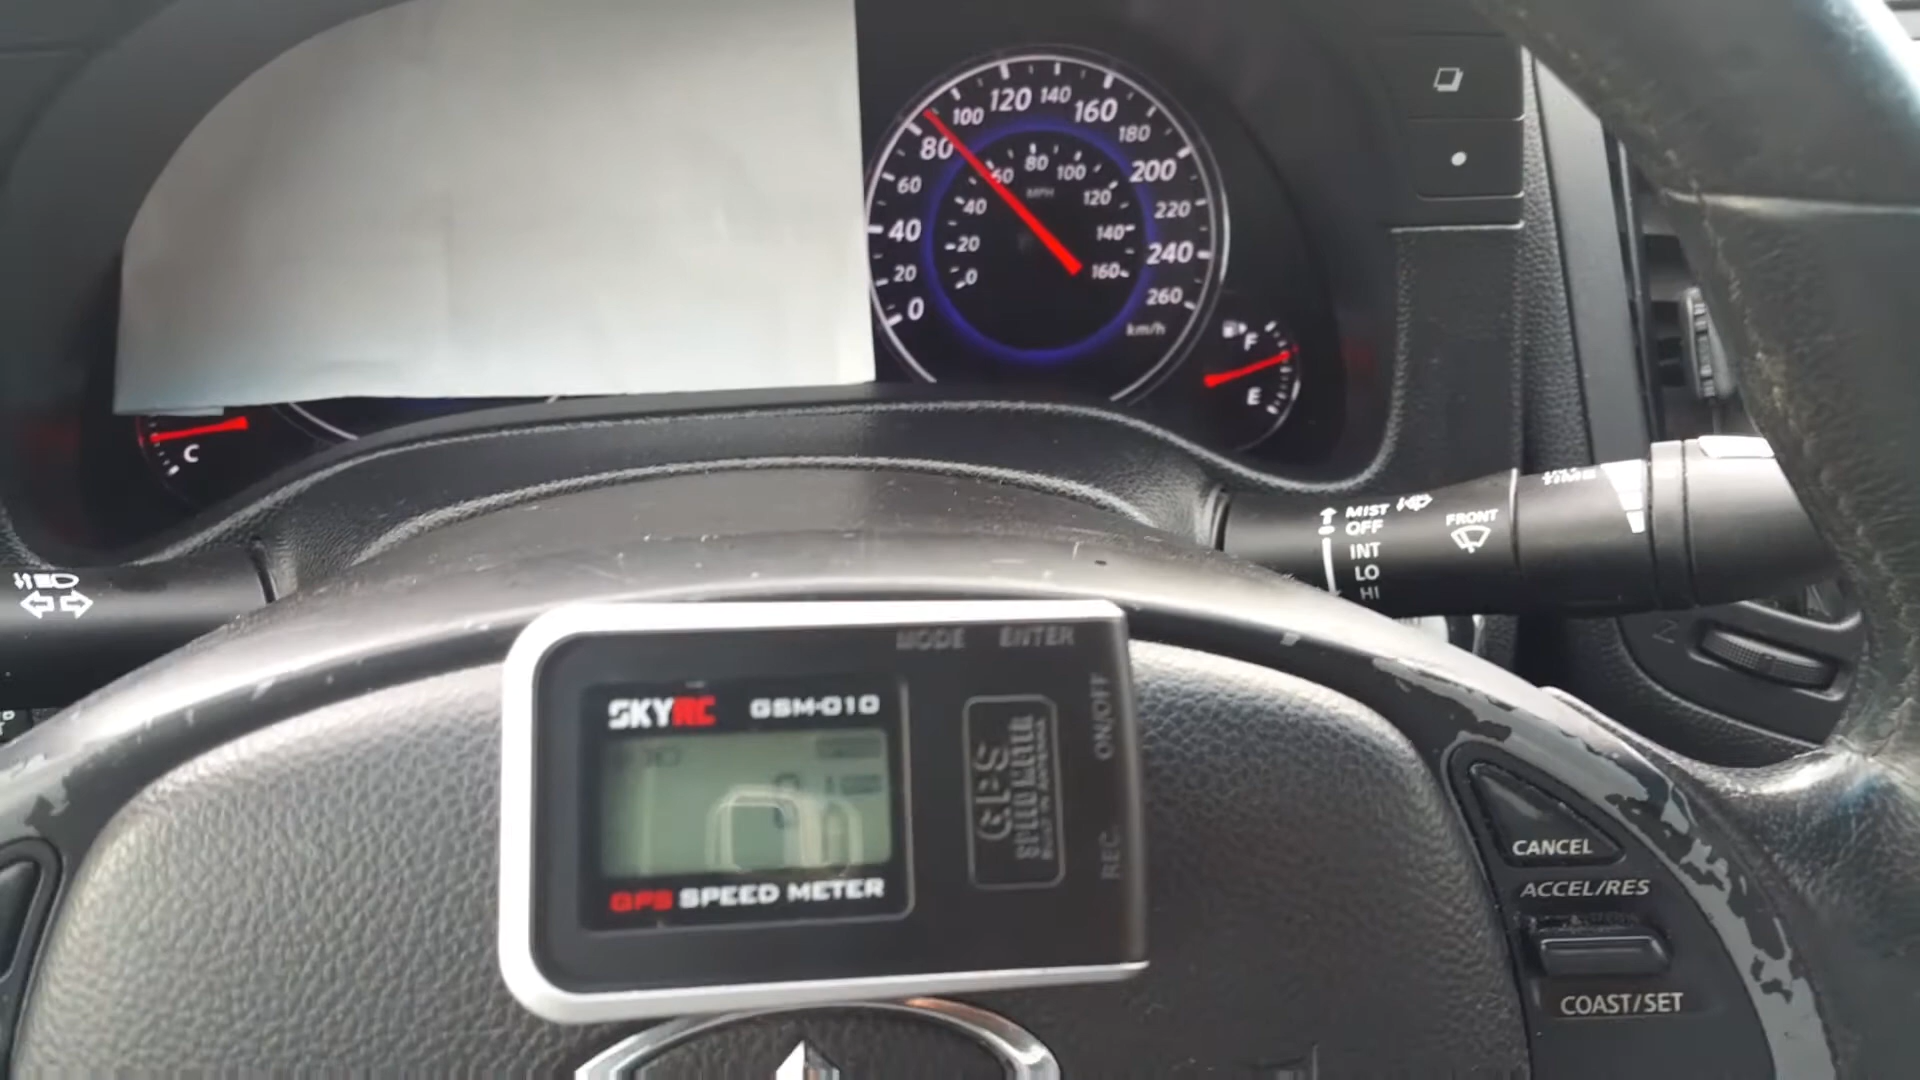 0
20
40
60
80
100
120
140
160
180
200
220
240
260
km/h
0
20
40
60
80
100
120
140
160
MPH
F
E
C
MIST
OFF
INT
LO
HI
FRONT
MODE ENTER
SKYRC GSM-010
GPS SPEED METER
GPS
ON/OFF
REC
CANCEL
ACCEL/RES
COAST/SET